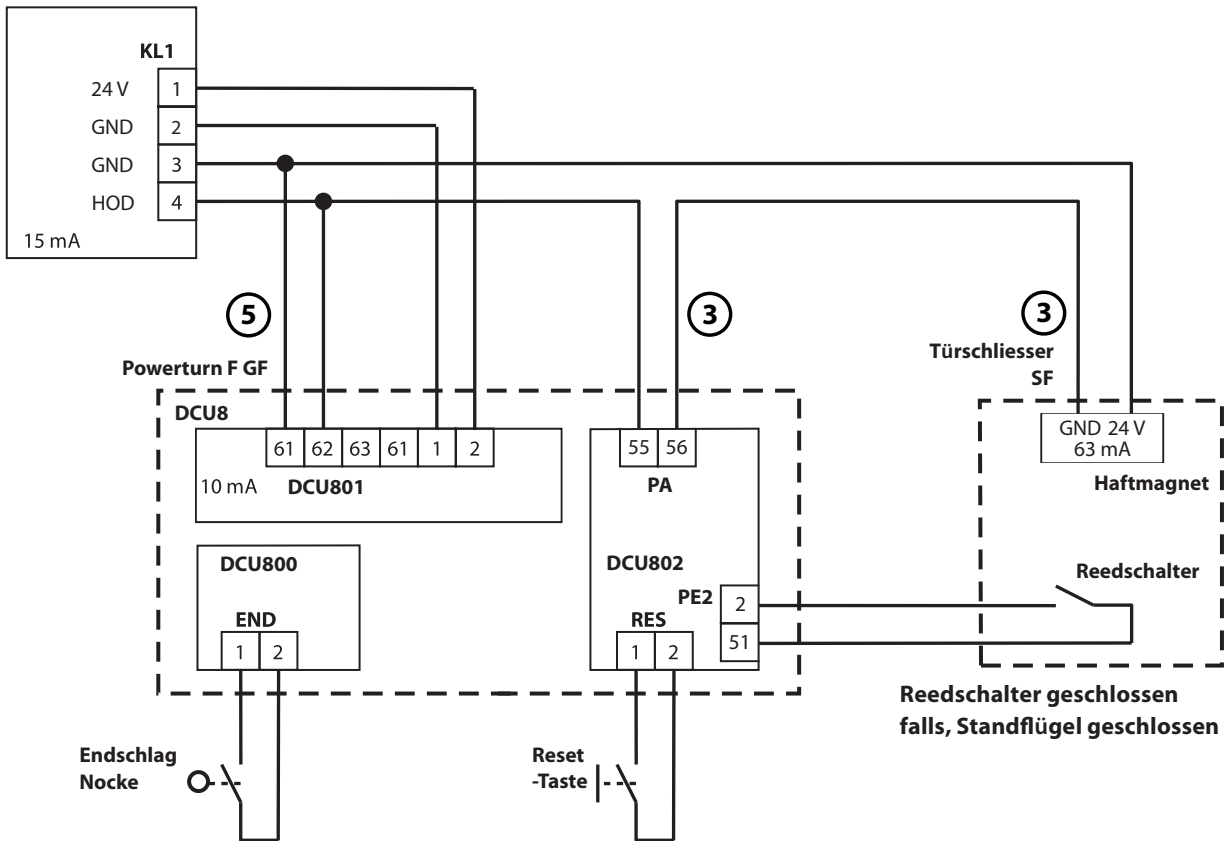 KL1
24 V 1
GND 2
GND 3
HOD 4
15 mA
5
3
3
Türschliesser
SF
Powerturn F GF
DCU8
61 62 63 61 1 2
10 mA DCU801
55 56
PA
GND 24 V
63 mA
Haftmagnet
DCU800
END
1 2
DCU802
PE2
2
51
RES
1 2
Reedschalter
Reedschalter geschlossen
falls, Standflügel geschlossen
Endschlag
Nocke
Reset
-Taste